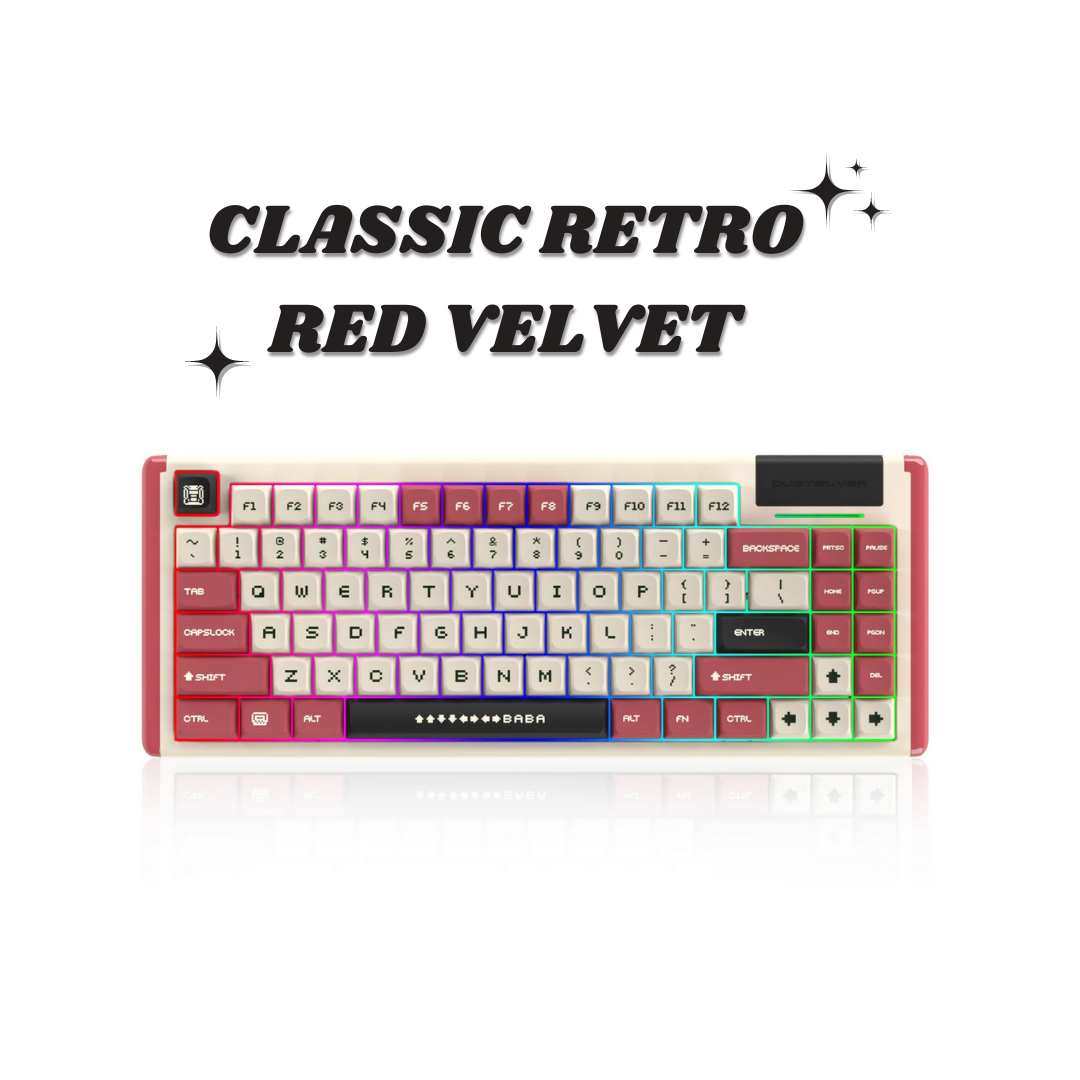 CLASSIC RETRO
RED VELVET
F1 F2 F3 F4 F5 F6 F7 F8 F9 F10 F11 F12
~ ` ! 1 @ 2 # 3 $ 4 % 5 ^ 6 & 7 * 8 ( 9 ) 0 — - + = BACKSPACE PRTSC PAUSE
TAB Q W E R T Y U I O P { [ } ] | \ HOME PGUP
CAPSLOCK A S D F G H J K L : ; " ' ENTER END PGDN
⬆ SHIFT Z X C V B N M < , > . ? / ⬆ SHIFT ⬆ DEL
CTRL ALT ⬆⬆⬇⬇⬅➡⬅➡BABA ALT FN CTRL ⬅ ⬇ ➡